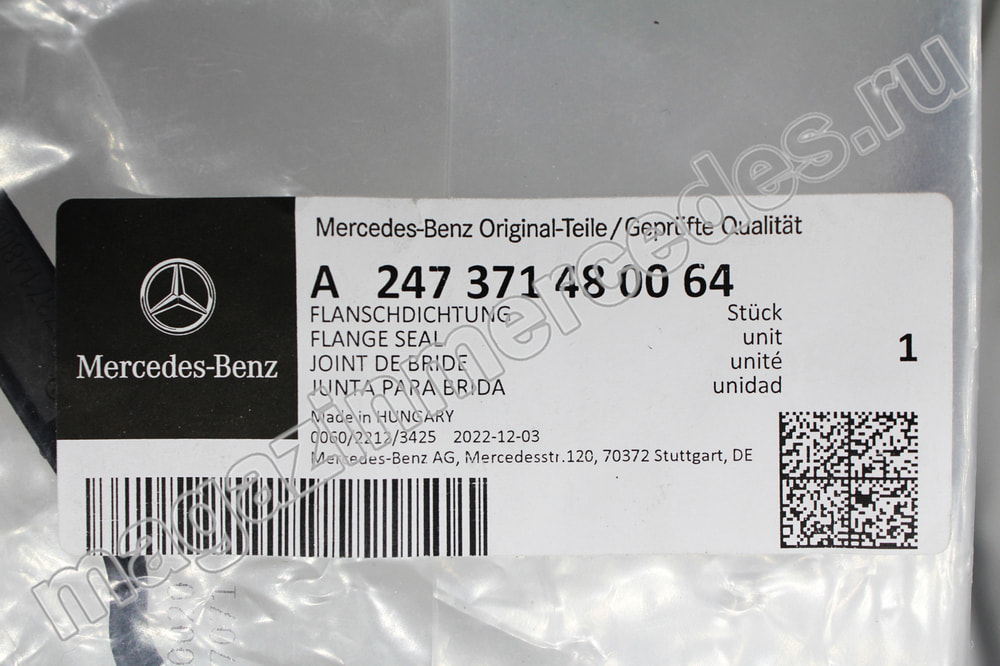 Mercedes-Benz Original-Teile/Geprüfte Qualität
A 247 371 48 00 64
FLANSCHDICHTUNG Stück
FLANGE SEAL unit
JOINT DE BRIDE unité
JUNTA PARA BRIDA unidad
1
Mercedes-Benz
Made in HUNGARY
0060/2212/3425 2022-12-03
Mercedes-Benz AG, Mercedesstr.120, 70372 Stuttgart, DE
magazinmercedes.ru